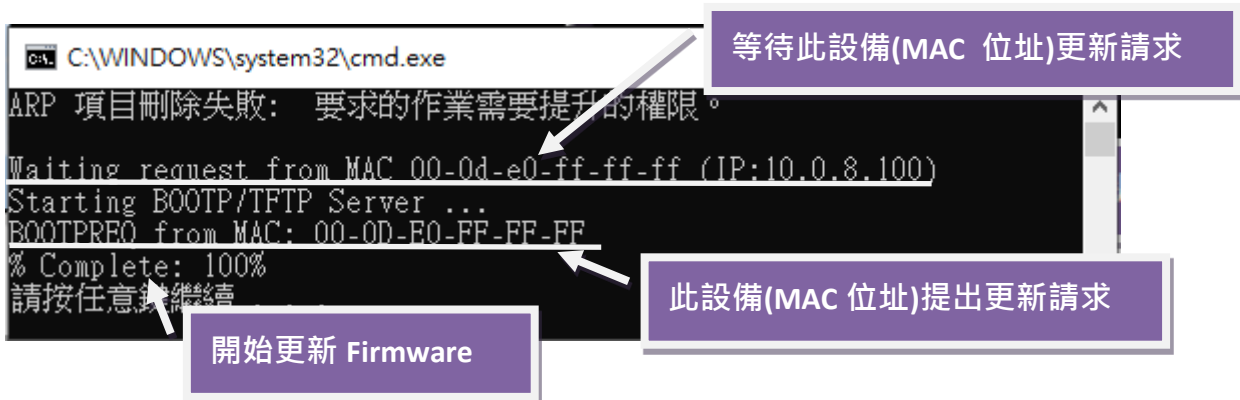 等待此設備(MAC 位址)更新請求
C:\WINDOWS\system32\cmd.exe
ARP 項目刪除失敗: 要求的作業需要提升的權限。
Waiting request from MAC 00-0d-e0-ff-ff-ff (IP:10.0.8.100)
Starting BOOTP/TFTP Server ...
BOOTPREQ from MAC: 00-0D-E0-FF-FF-FF
% Complete: 100%
請按任意鍵繼續 . . .
此設備(MAC 位址)提出更新請求
開始更新 Firmware